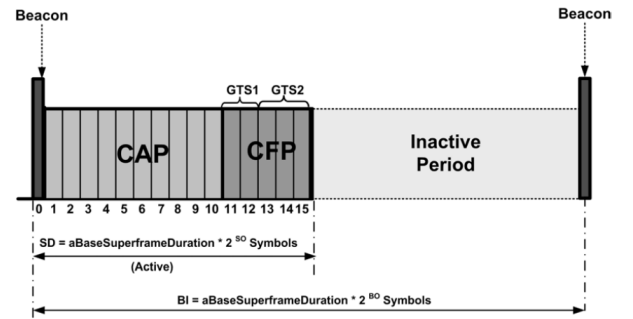 Beacon Beacon
GTS1 GTS2
CAP CFP Inactive
Period
0 1 2 3 4 5 6 7 8 9 10 11 12 13 14 15
SD = aBaseSuperframeDuration * 2 SO Symbols
(Active)
BI = aBaseSuperframeDuration * 2 BO Symbols